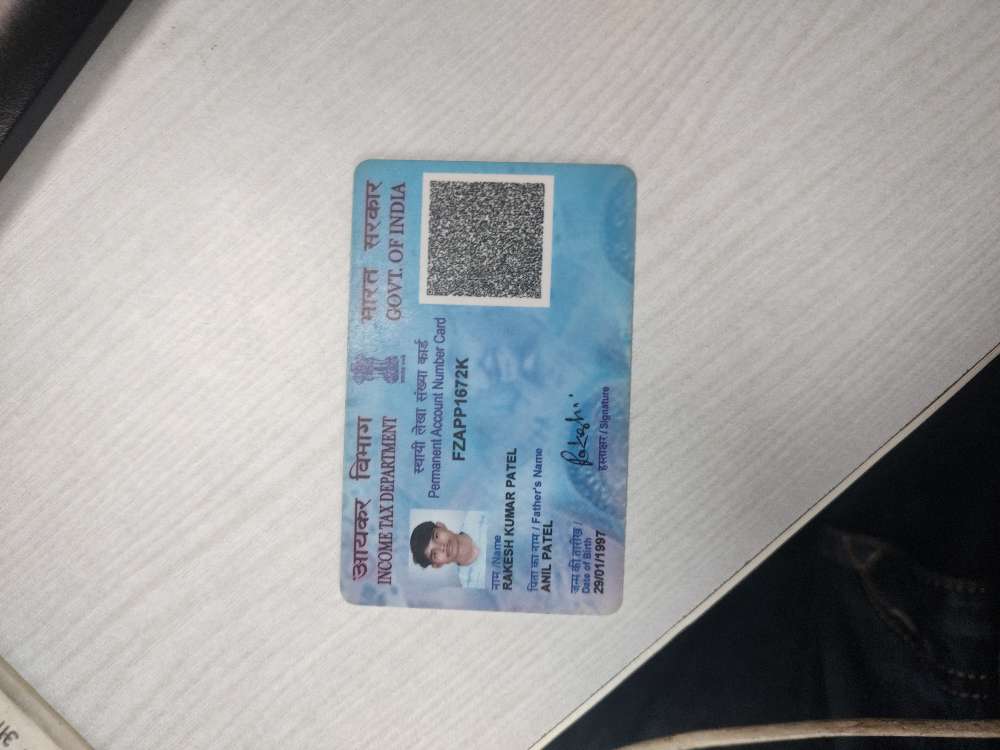 आयकर विभाग
INCOME TAX DEPARTMENT
भारत सरकार
GOVT. OF INDIA
स्थायी लेखा संख्या कार्ड
Permanent Account Number Card
FZAPP1672K
नाम /Name
RAKESH KUMAR PATEL
पिता का नाम / Father's Name
ANIL PATEL
जन्म की तारीख /
Date of Birth
29/01/1997
Rakesh
हस्ताक्षर / Signature